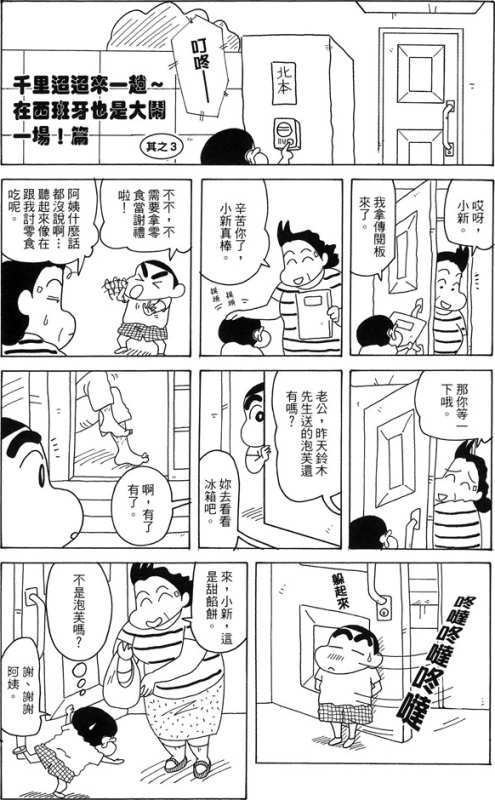 千里迢迢來一趟～
在西班牙也是大鬧
一場！篇
其之3
叮咚——
北本
哎呀，
小新。
我拿傳閱板
來了。
辛苦你了，
小新真棒。
摸摸
摸摸
不不，不
需要拿零
食當謝禮
啦！
阿姨什麼話
都沒說啊…
聽起來像在
跟我討零食
吃呢。
那你等一
下哦。
老公，昨天鈴木
先生送的泡芙還
有嗎？
妳去看看
冰箱吧。
啊，有了
有了。
咚噠咚噠咚噠
躲起來
來，小新，這
是甜餡餅。
不是泡芙嗎？
謝、謝謝
阿姨。